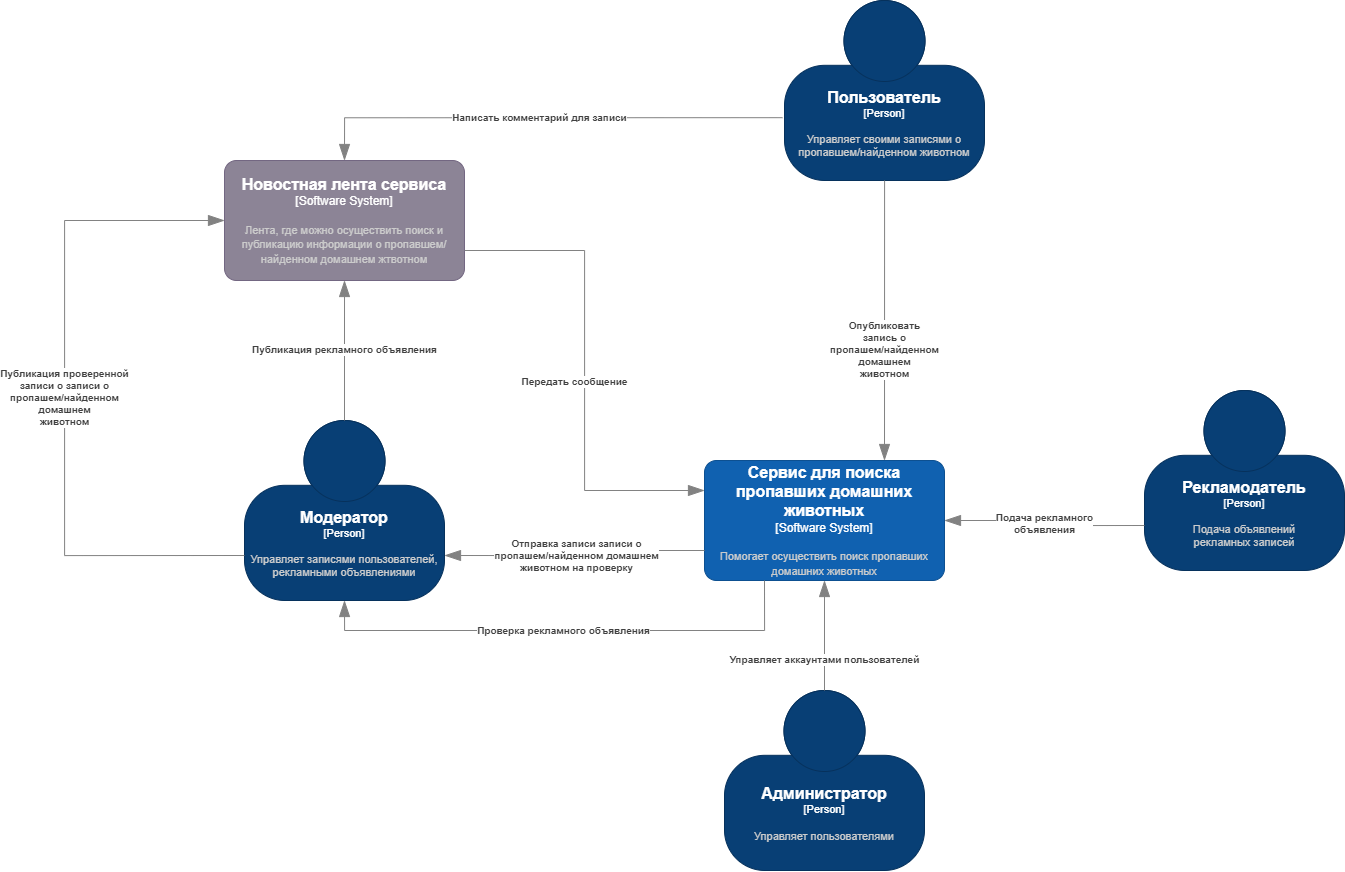 Пользователь
[Person]
Управляет своими записями о
пропавшем/найденном животном
Написать комментарий для записи
Новостная лента сервиса
[Software System]
Лента, где можно осуществить поиск и
публикацию информации о пропавшем/
найденном домашнем жтвотном
Публикация рекламного объявления
Опубликовать
запись о
пропашем/найденном
домашнем
животном
Публикация проверенной
записи о записи о
пропашем/найденном
домашнем
животном
Передать сообщение
Модератор
[Person]
Управляет записями пользователей,
рекламными объявлениями
Отправка записи записи о
пропашем/найденном домашнем
животном на проверку
Сервис для поиска
пропавших домашних
животных
[Software System]
Помогает осуществить поиск пропавших
домашних животных
Подача рекламного
объявления
Рекламодатель
[Person]
Подача объявлений
рекламных записей
Проверка рекламного объявления
Управляет аккаунтами пользователей
Администратор
[Person]
Управляет пользователями